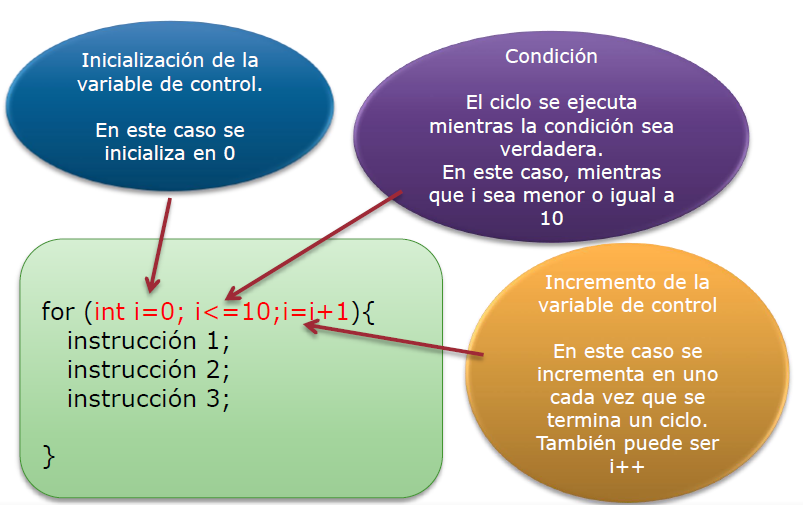 Inicialización de la
variable de control.
En este caso se
inicializa en 0
Condición
El ciclo se ejecuta
mientras la condición sea
verdadera.
En este caso, mientras
que i sea menor o igual a
10
for (int i=0; i<=10;i=i+1){
instrucción 1;
instrucción 2;
instrucción 3;
}
Incremento de la
variable de control
En este caso se
incrementa en uno
cada vez que se
termina un ciclo.
También puede ser
i++